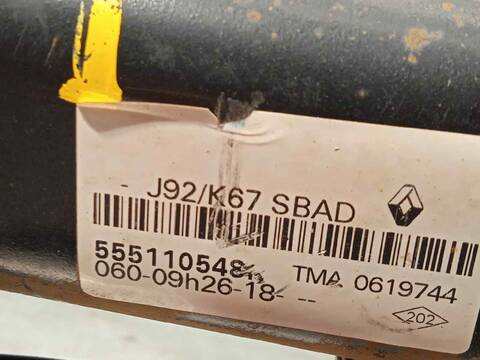 - J92/K67 SBAD
555110548 TMA 0619744
060-09h26-18- --
202